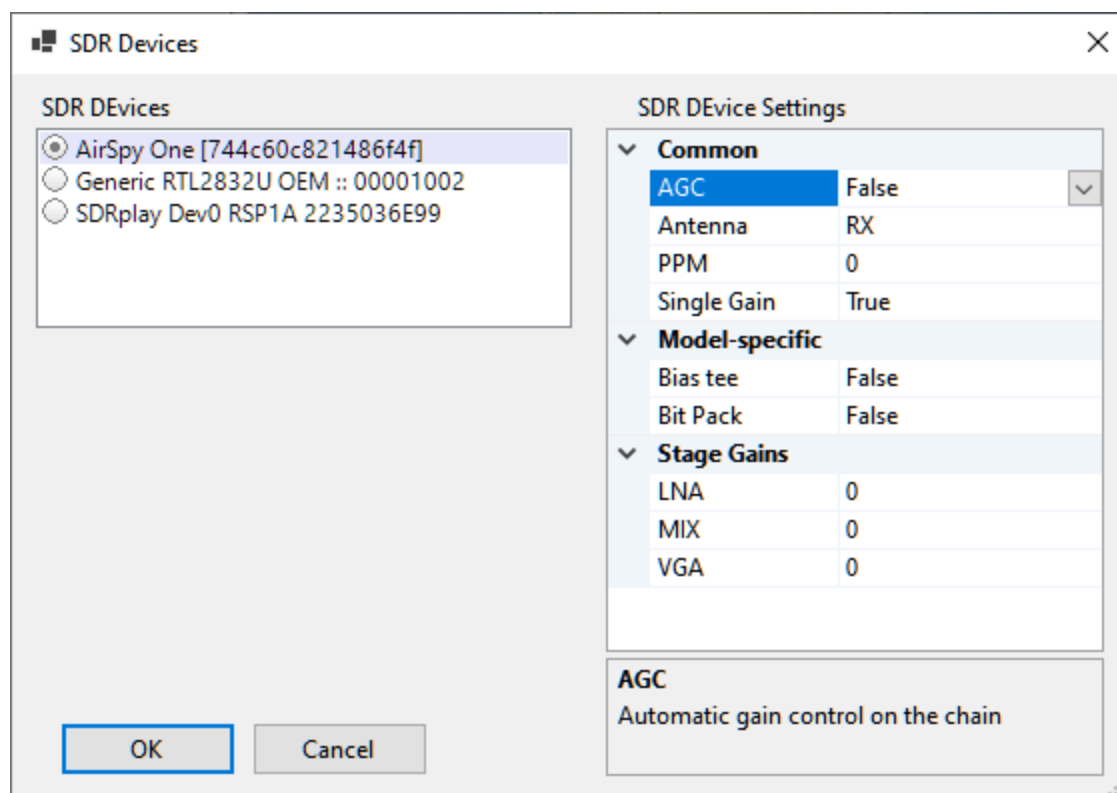 SDR Devices
SDR DEvices
AirSpy One [744c60c821486f4f]
Generic RTL2832U OEM :: 00001002
SDRplay Dev0 RSP1A 2235036E99
SDR DEvice Settings
Common
AGC False
Antenna RX
PPM 0
Single Gain True
Model-specific
Bias tee False
Bit Pack False
Stage Gains
LNA 0
MIX 0
VGA 0
AGC
Automatic gain control on the chain
OK Cancel